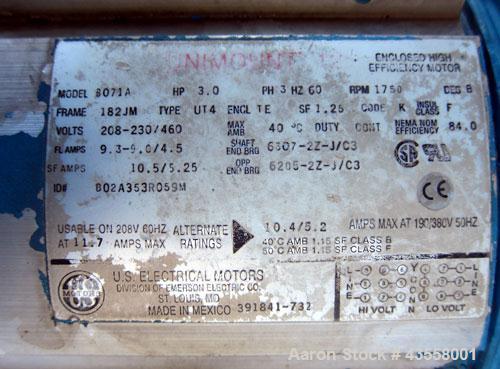 UNIMOUNT
ENCLOSED HIGH
EFFICIENCY MOTOR
MODEL 8071A HP 3.0 PH 3 HZ 60 RPM 1750 DES B
FRAME 182JM TYPE UT4 ENCL TE SF 1.25 CODE K INSUL CLASS F
VOLTS 208-230/460 MAX AMB 40 °C DUTY CONT NEMA NOM EFFICIENCY 84.0
FL AMPS 9.3-9.0/4.5 SHAFT END BRG 6307-2Z-J/C3
SF AMPS 10.5/5.25 OPP END BRG 6205-2Z-J/C3
ID# B02A353R059M
USABLE ON 208V 60HZ
AT 11.7 AMPS MAX
ALTERNATE
RATINGS
10.4/5.2 AMPS MAX AT 190/380V 50HZ
40°C AMB 1.15 SF CLASS B
50°C AMB 1.15 SF CLASS F
U.S. ELECTRICAL MOTORS
DIVISION OF EMERSON ELECTRIC CO.
ST. LOUIS, MO
MADE IN MEXICO 391841-732
US
MOTORS
CE
HI VOLT LO VOLT
Aaron Stock # 43558001